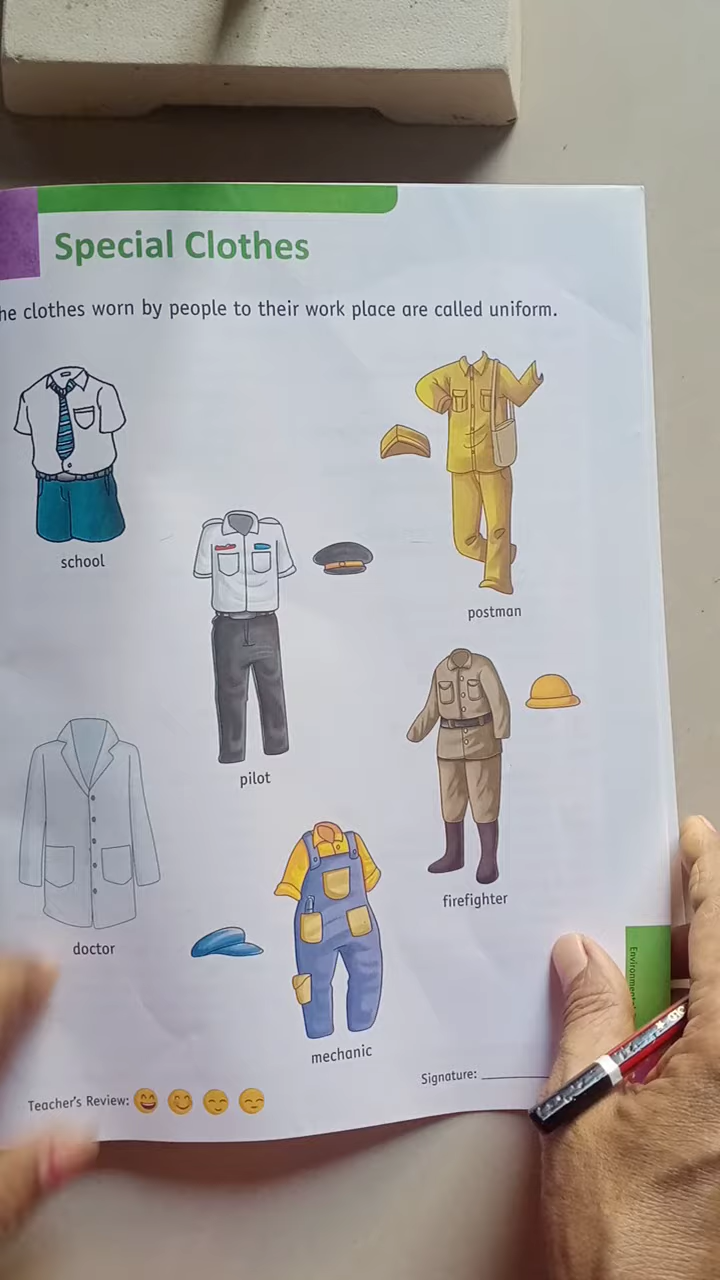 Special Clothes
he clothes worn by people to their work place are called uniform.
school
postman
pilot
firefighter
doctor
mechanic
Signature:
Teacher's Review:
Environmental